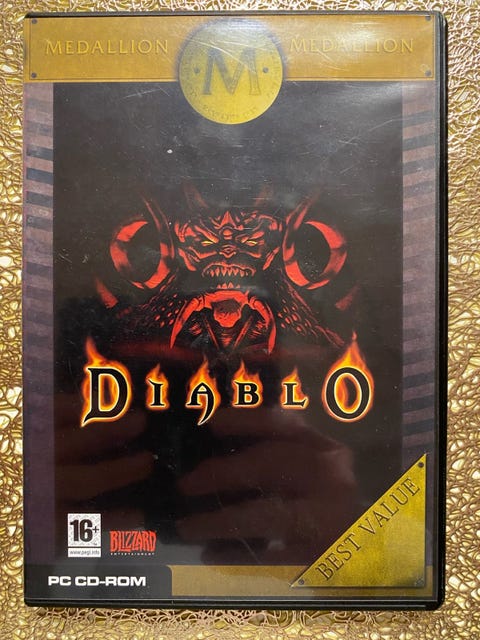 MEDALLION
M
MEDALLION
DIABLO
16+
www.pegi.info
BLIZZARD
ENTERTAINMENT
BEST VALUE
PC CD-ROM